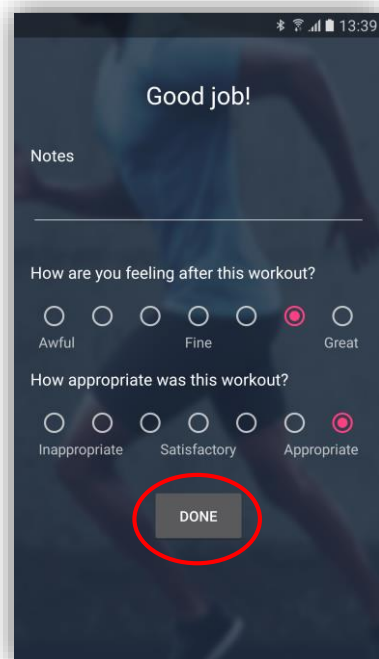 13:39
Good job!
Notes
How are you feeling after this workout?
Awful Fine Great
How appropriate was this workout?
Inappropriate Satisfactory Appropriate
DONE